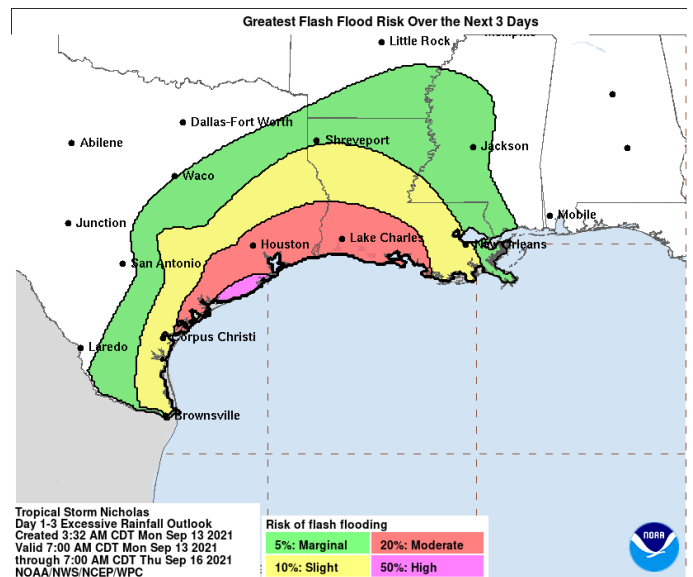 Greatest Flash Flood Risk Over the Next 3 Days
Little Rock
Memphis
Dallas-Fort Worth
Abilene
Shreveport
Jackson
Waco
Junction
Mobile
Houston
Lake Charles
New Orleans
San Antonio
Corpus Christi
Laredo
Brownsville
Tropical Storm Nicholas
Day 1-3 Excessive Rainfall Outlook
Created 3:32 AM CDT Mon Sep 13 2021
Valid 7:00 AM CDT Mon Sep 13 2021
through 7:00 AM CDT Thu Sep 16 2021
NOAA/NWS/NCEP/WPC
Risk of flash flooding
5%: Marginal
20%: Moderate
10%: Slight
50%: High
NOAA